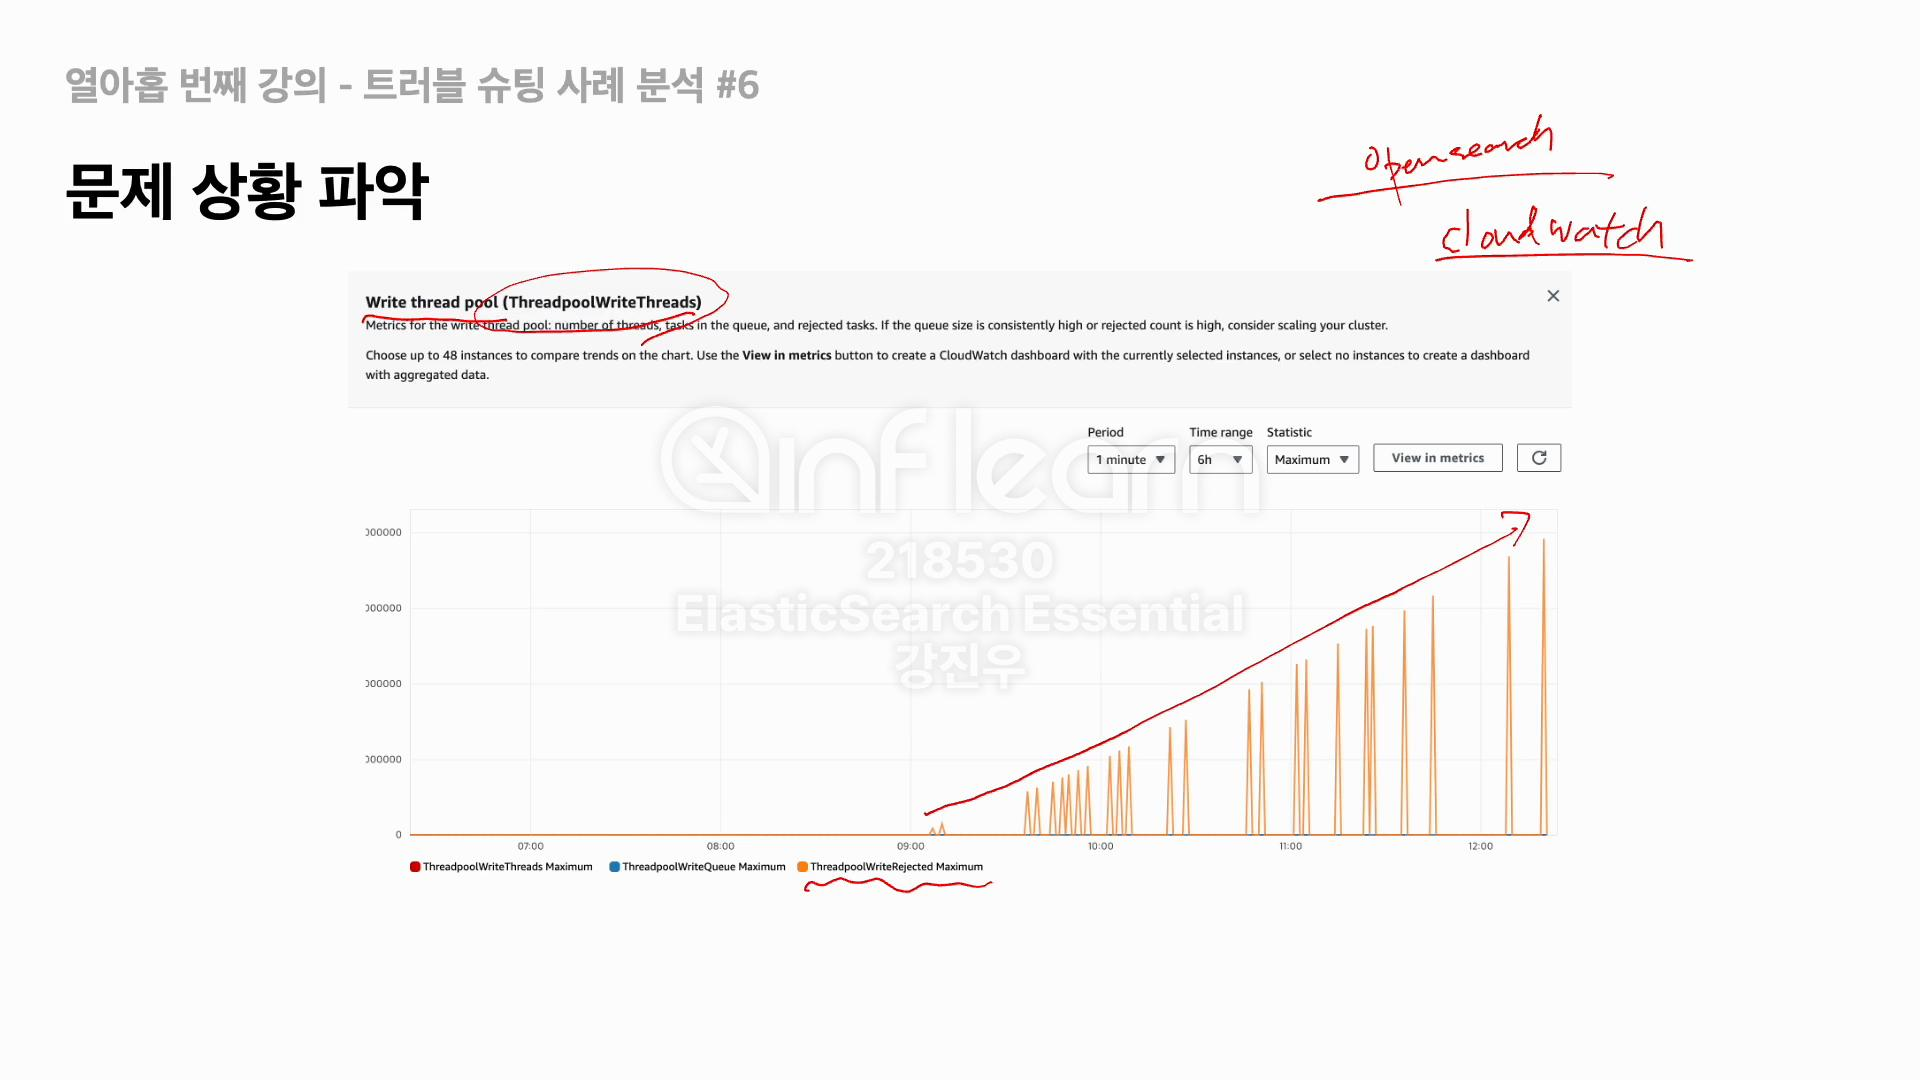 열아홉 번째 강의 - 트러블 슈팅 사례 분석 #6
문제 상황 파악
opensearch
cloudwatch
Write thread pool (ThreadpoolWriteThreads)
Metrics for the write thread pool: number of threads, tasks in the queue, and rejected tasks. If the queue size is consistently high or rejected count is high, consider scaling your cluster.
Choose up to 48 instances to compare trends on the chart. Use the View in metrics button to create a CloudWatch dashboard with the currently selected instances, or select no instances to create a dashboard
with aggregated data.
Period
Time range
Statistic
1 minute
6h
Maximum
View in metrics
inflearn
218530
ElasticSearch Essential
강진우
000000
000000
000000
000000
0
07:00
08:00
09:00
10:00
11:00
12:00
ThreadpoolWriteThreads Maximum
ThreadpoolWriteQueue Maximum
ThreadpoolWriteRejected Maximum